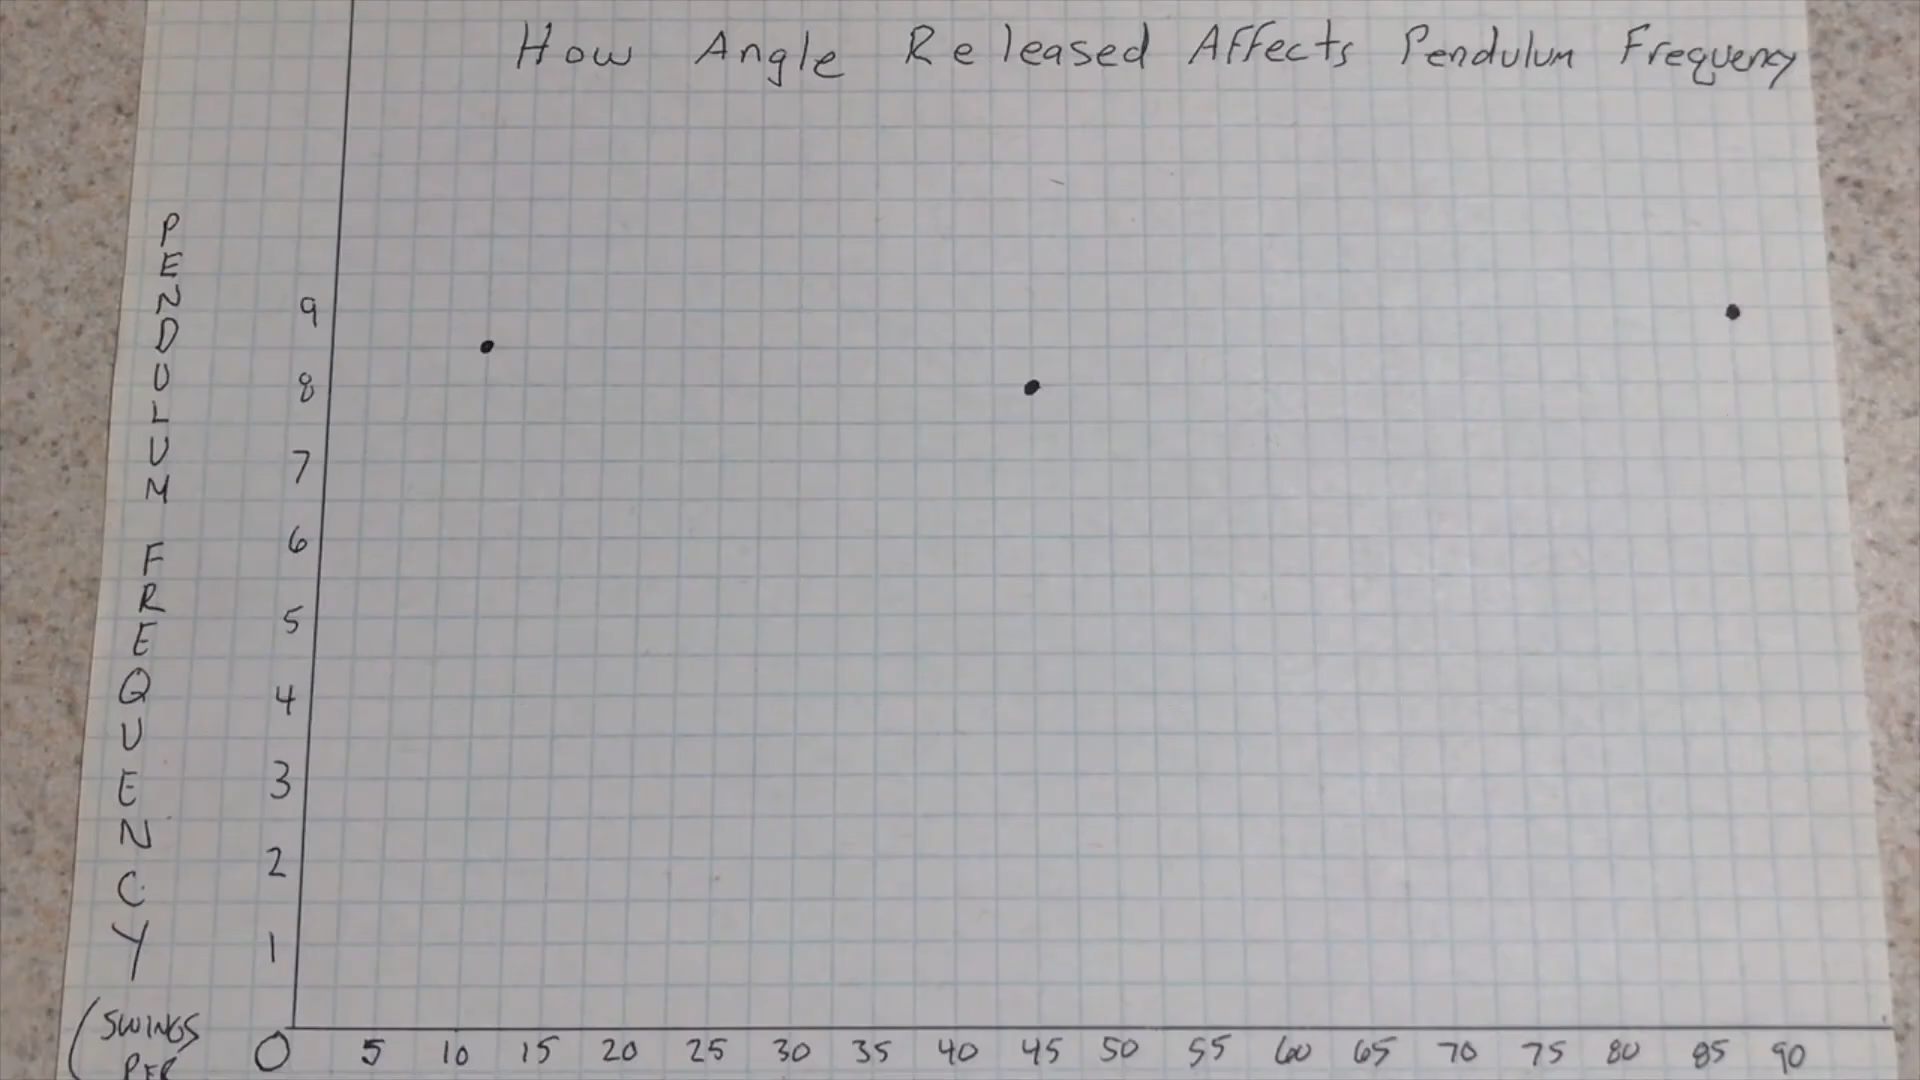 How Angle Released Affects Pendulum Frequency
PENDULUM
FREQUENCY
(SWINGS
PER
9
8
7
6
5
4
3
2
1
0 5 10 15 20 25 30 35 40 45 50 55 60 65 70 75 80 85 90